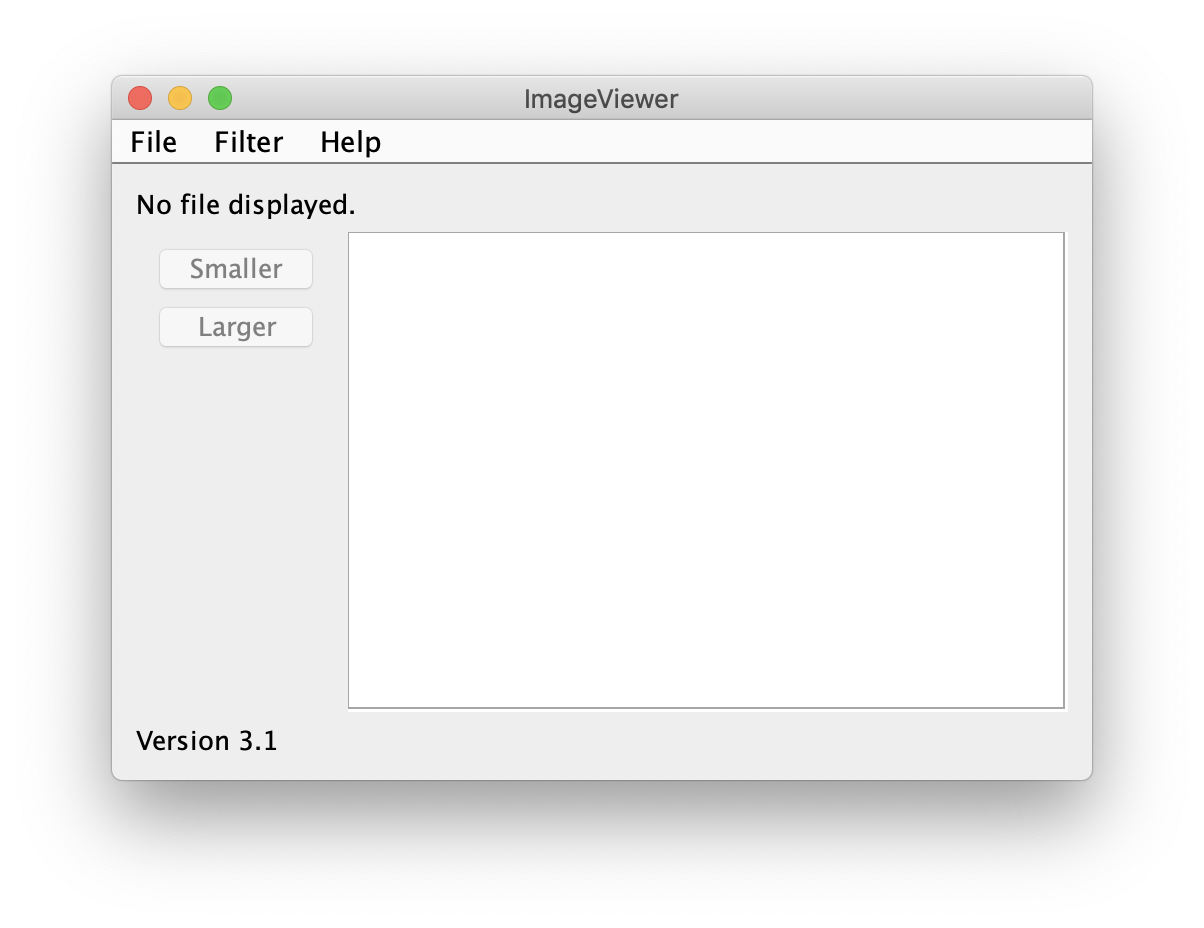 ImageViewer
File Filter Help
No file displayed.
Smaller
Larger
Version 3.1